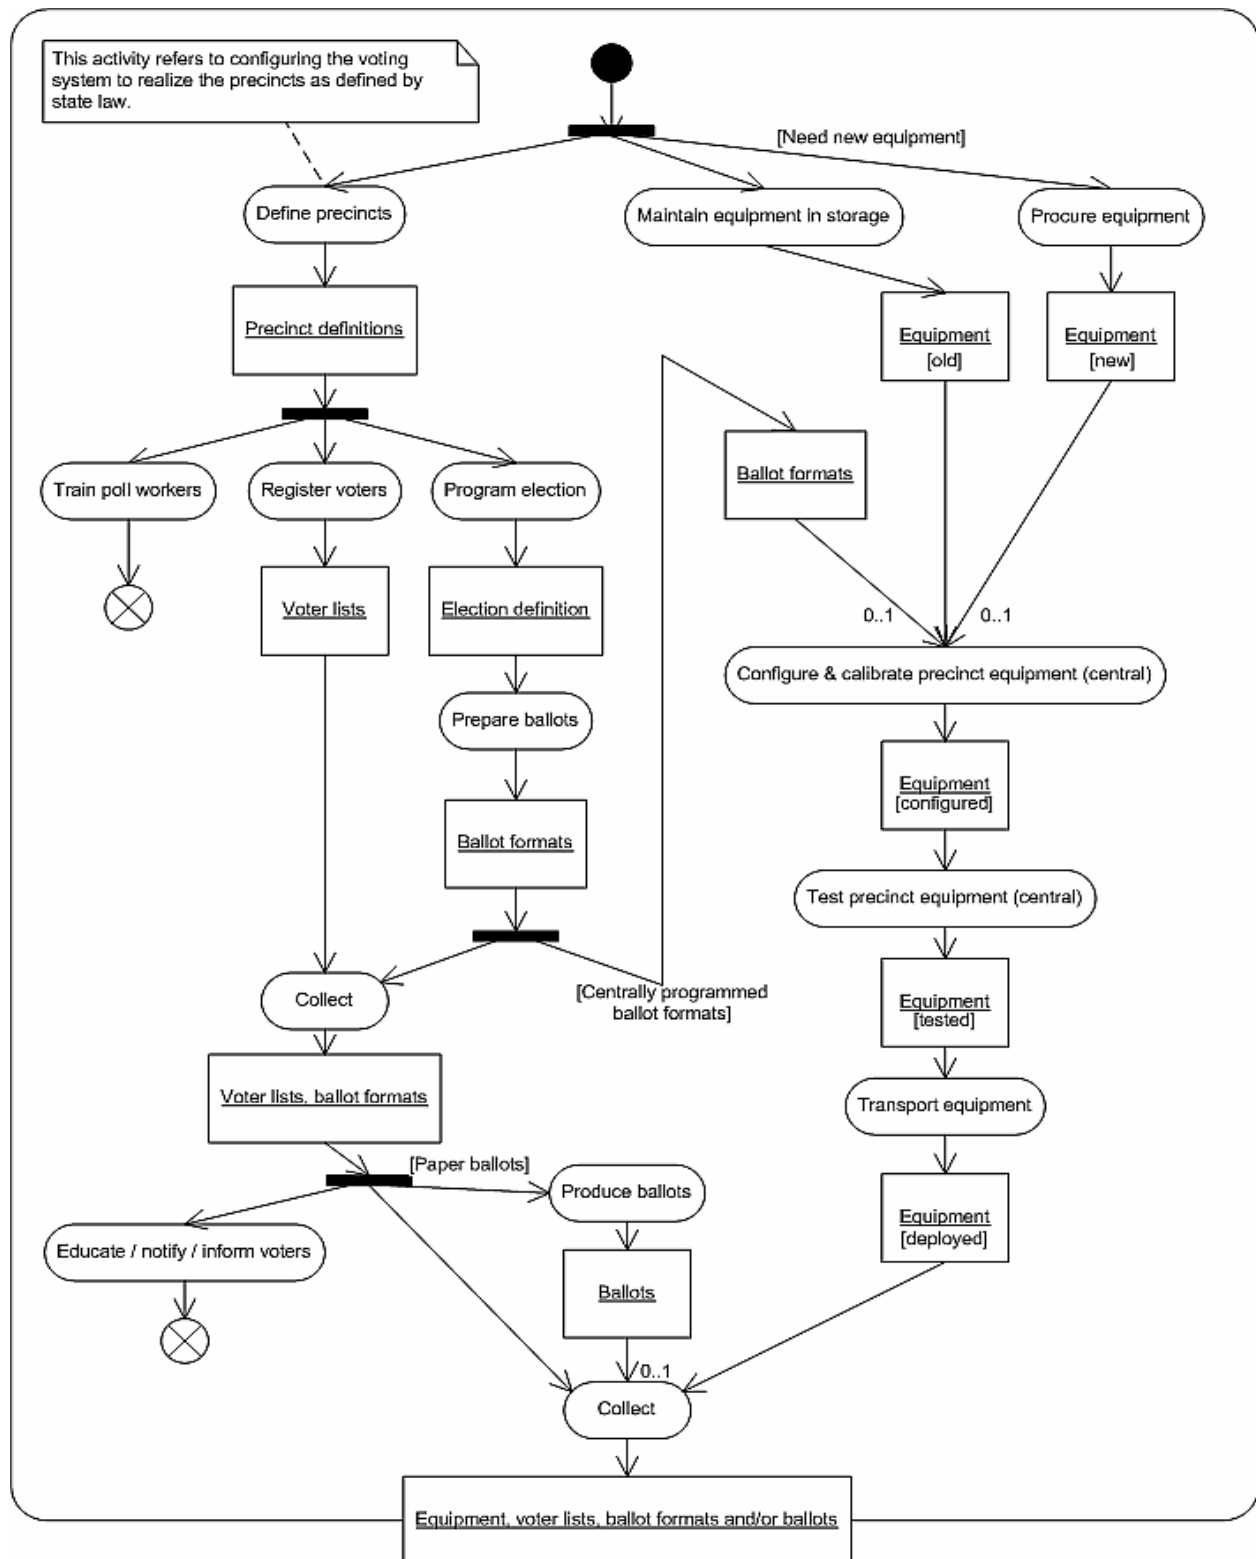 This activity refers to configuring the voting
system to realize the precincts as defined by
state law.
[Need new equipment]
Define precincts
Maintain equipment in storage
Procure equipment
Precinct definitions
Equipment
[old]
Equipment
[new]
Ballot formats
Train poll workers
Register voters
Program election
Voter lists
Election definition
0..1
0..1
Configure & calibrate precinct equipment (central)
Prepare ballots
Equipment
[configured]
Ballot formats
Test precinct equipment (central)
[Centrally programmed
ballot formats]
Collect
Equipment
[tested]
Voter lists, ballot formats
Transport equipment
[Paper ballots]
Produce ballots
Equipment
[deployed]
Educate / notify / inform voters
Ballots
0..1
Collect
Equipment, voter lists, ballot formats and/or ballots